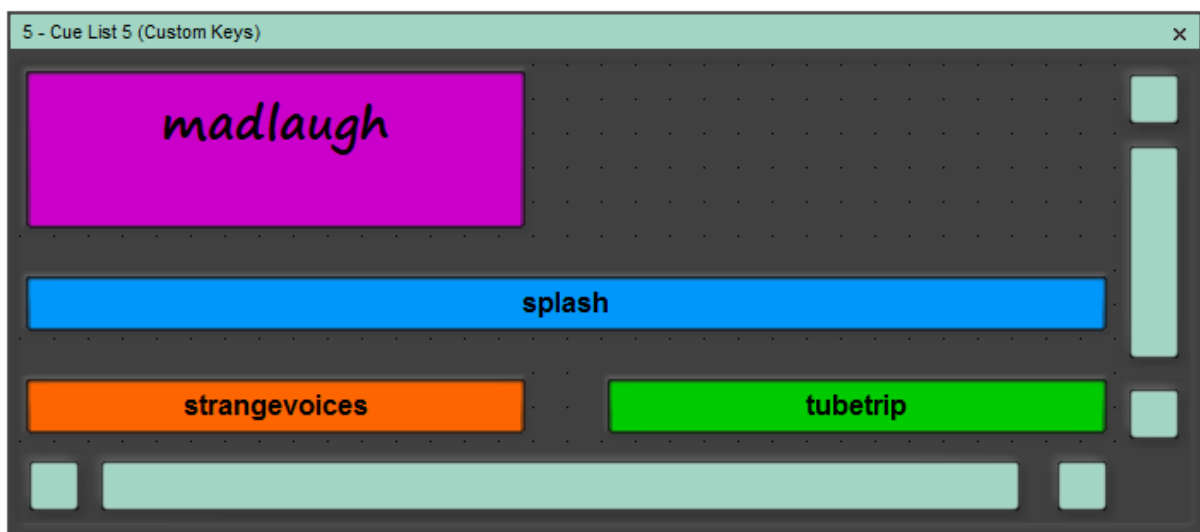 5 - Cue List 5 (Custom Keys)
madlaugh
splash
strangevoices tubetrip